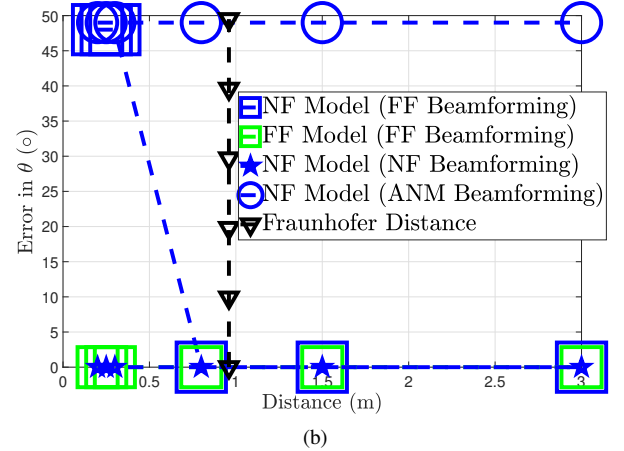 50
45
40
35
30
25
20
15
10
5
0
Error in θ (○)
NF Model (FF Beamforming)
FF Model (FF Beamforming)
NF Model (NF Beamforming)
NF Model (ANM Beamforming)
Fraunhofer Distance
0 0.5 1 1.5 2 2.5 3
Distance (m)
(b)